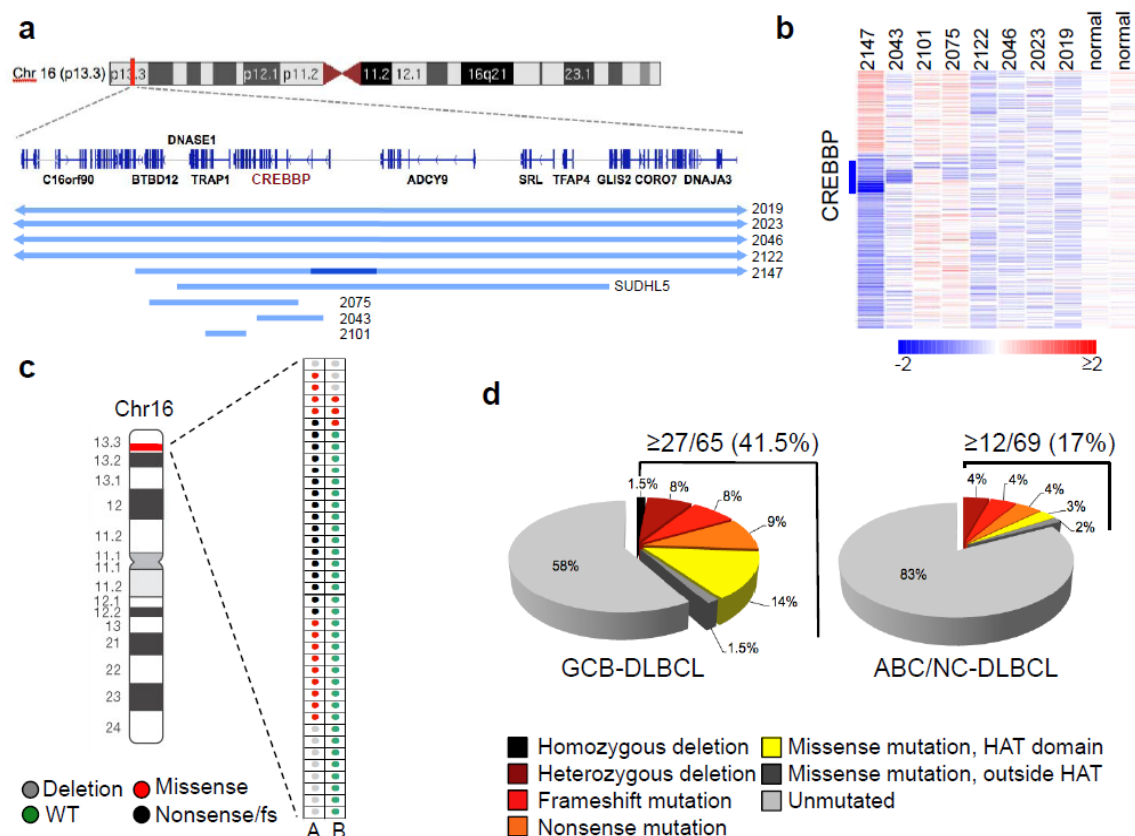 a
Chr 16 (p13.3)
p13.3 p12.1 p11.2 11.2 12.1 16q21 23.1
DNASE1
C16orf90 BTBD12 TRAP1 CREBBP ADCY9 SRL TFAP4 GLIS2 CORO7 DNAJA3
2019
2023
2046
2122
2147
SUDHL5
2075
2043
2101
b
2147 2043 2101 2075 2122 2046 2023 2019 normal normal
CREBBP
-2 ≥2
c
Chr16
13.3
13.2
13.1
12
11.2
11.1
11.1
11.2
12.1
12.2
13
21
22
23
24
Deletion Missense
WT Nonsense/fs
A B
d
≥27/65 (41.5%)
1.5% 8% 8% 9% 14% 1.5% 58%
GCB-DLBCL
≥12/69 (17%)
4% 4% 4% 3% 2% 83%
ABC/NC-DLBCL
Homozygous deletion
Heterozygous deletion
Frameshift mutation
Nonsense mutation
Missense mutation, HAT domain
Missense mutation, outside HAT
Unmutated